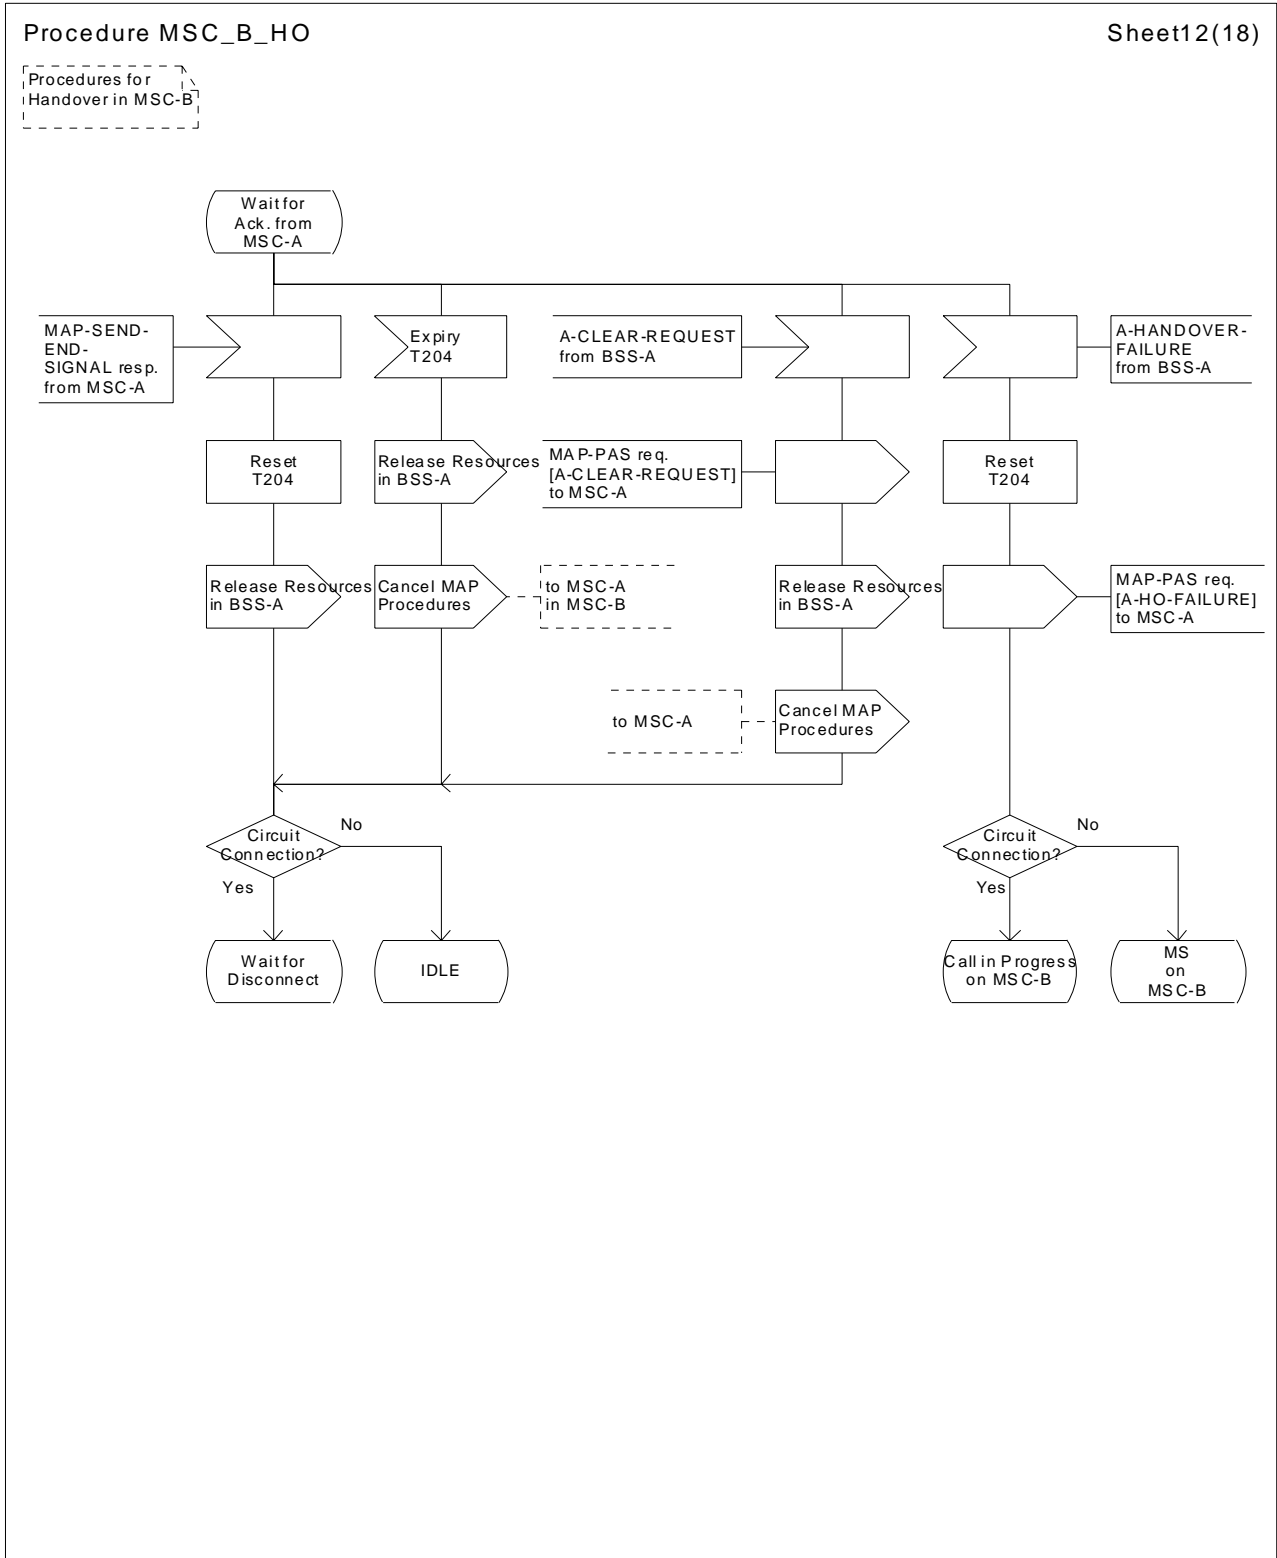 Procedure MSC_B_HO
Sheet12(18)
Procedures for
Handover in MSC-B
Wait for
Ack. from
MSC-A
MAP-SEND-
END-
SIGNAL resp.
from MSC-A
Expiry
T204
A-CLEAR-REQUEST
from BSS-A
A-HANDOVER-
FAILURE
from BSS-A
Reset
T204
Release Resources
in BSS-A
MAP-PAS req.
[A-CLEAR-REQUEST]
to MSC-A
Reset
T204
Release Resources
in BSS-A
Cancel MAP
Procedures
to MSC-A
in MSC-B
Release Resources
in BSS-A
MAP-PAS req.
[A-HO-FAILURE]
to MSC-A
to MSC-A
Cancel MAP
Procedures
Circuit
Connection?
No
Yes
Circuit
Connection?
No
Yes
Wait for
Disconnect
IDLE
Call in Progress
on MSC-B
MS
on
MSC-B